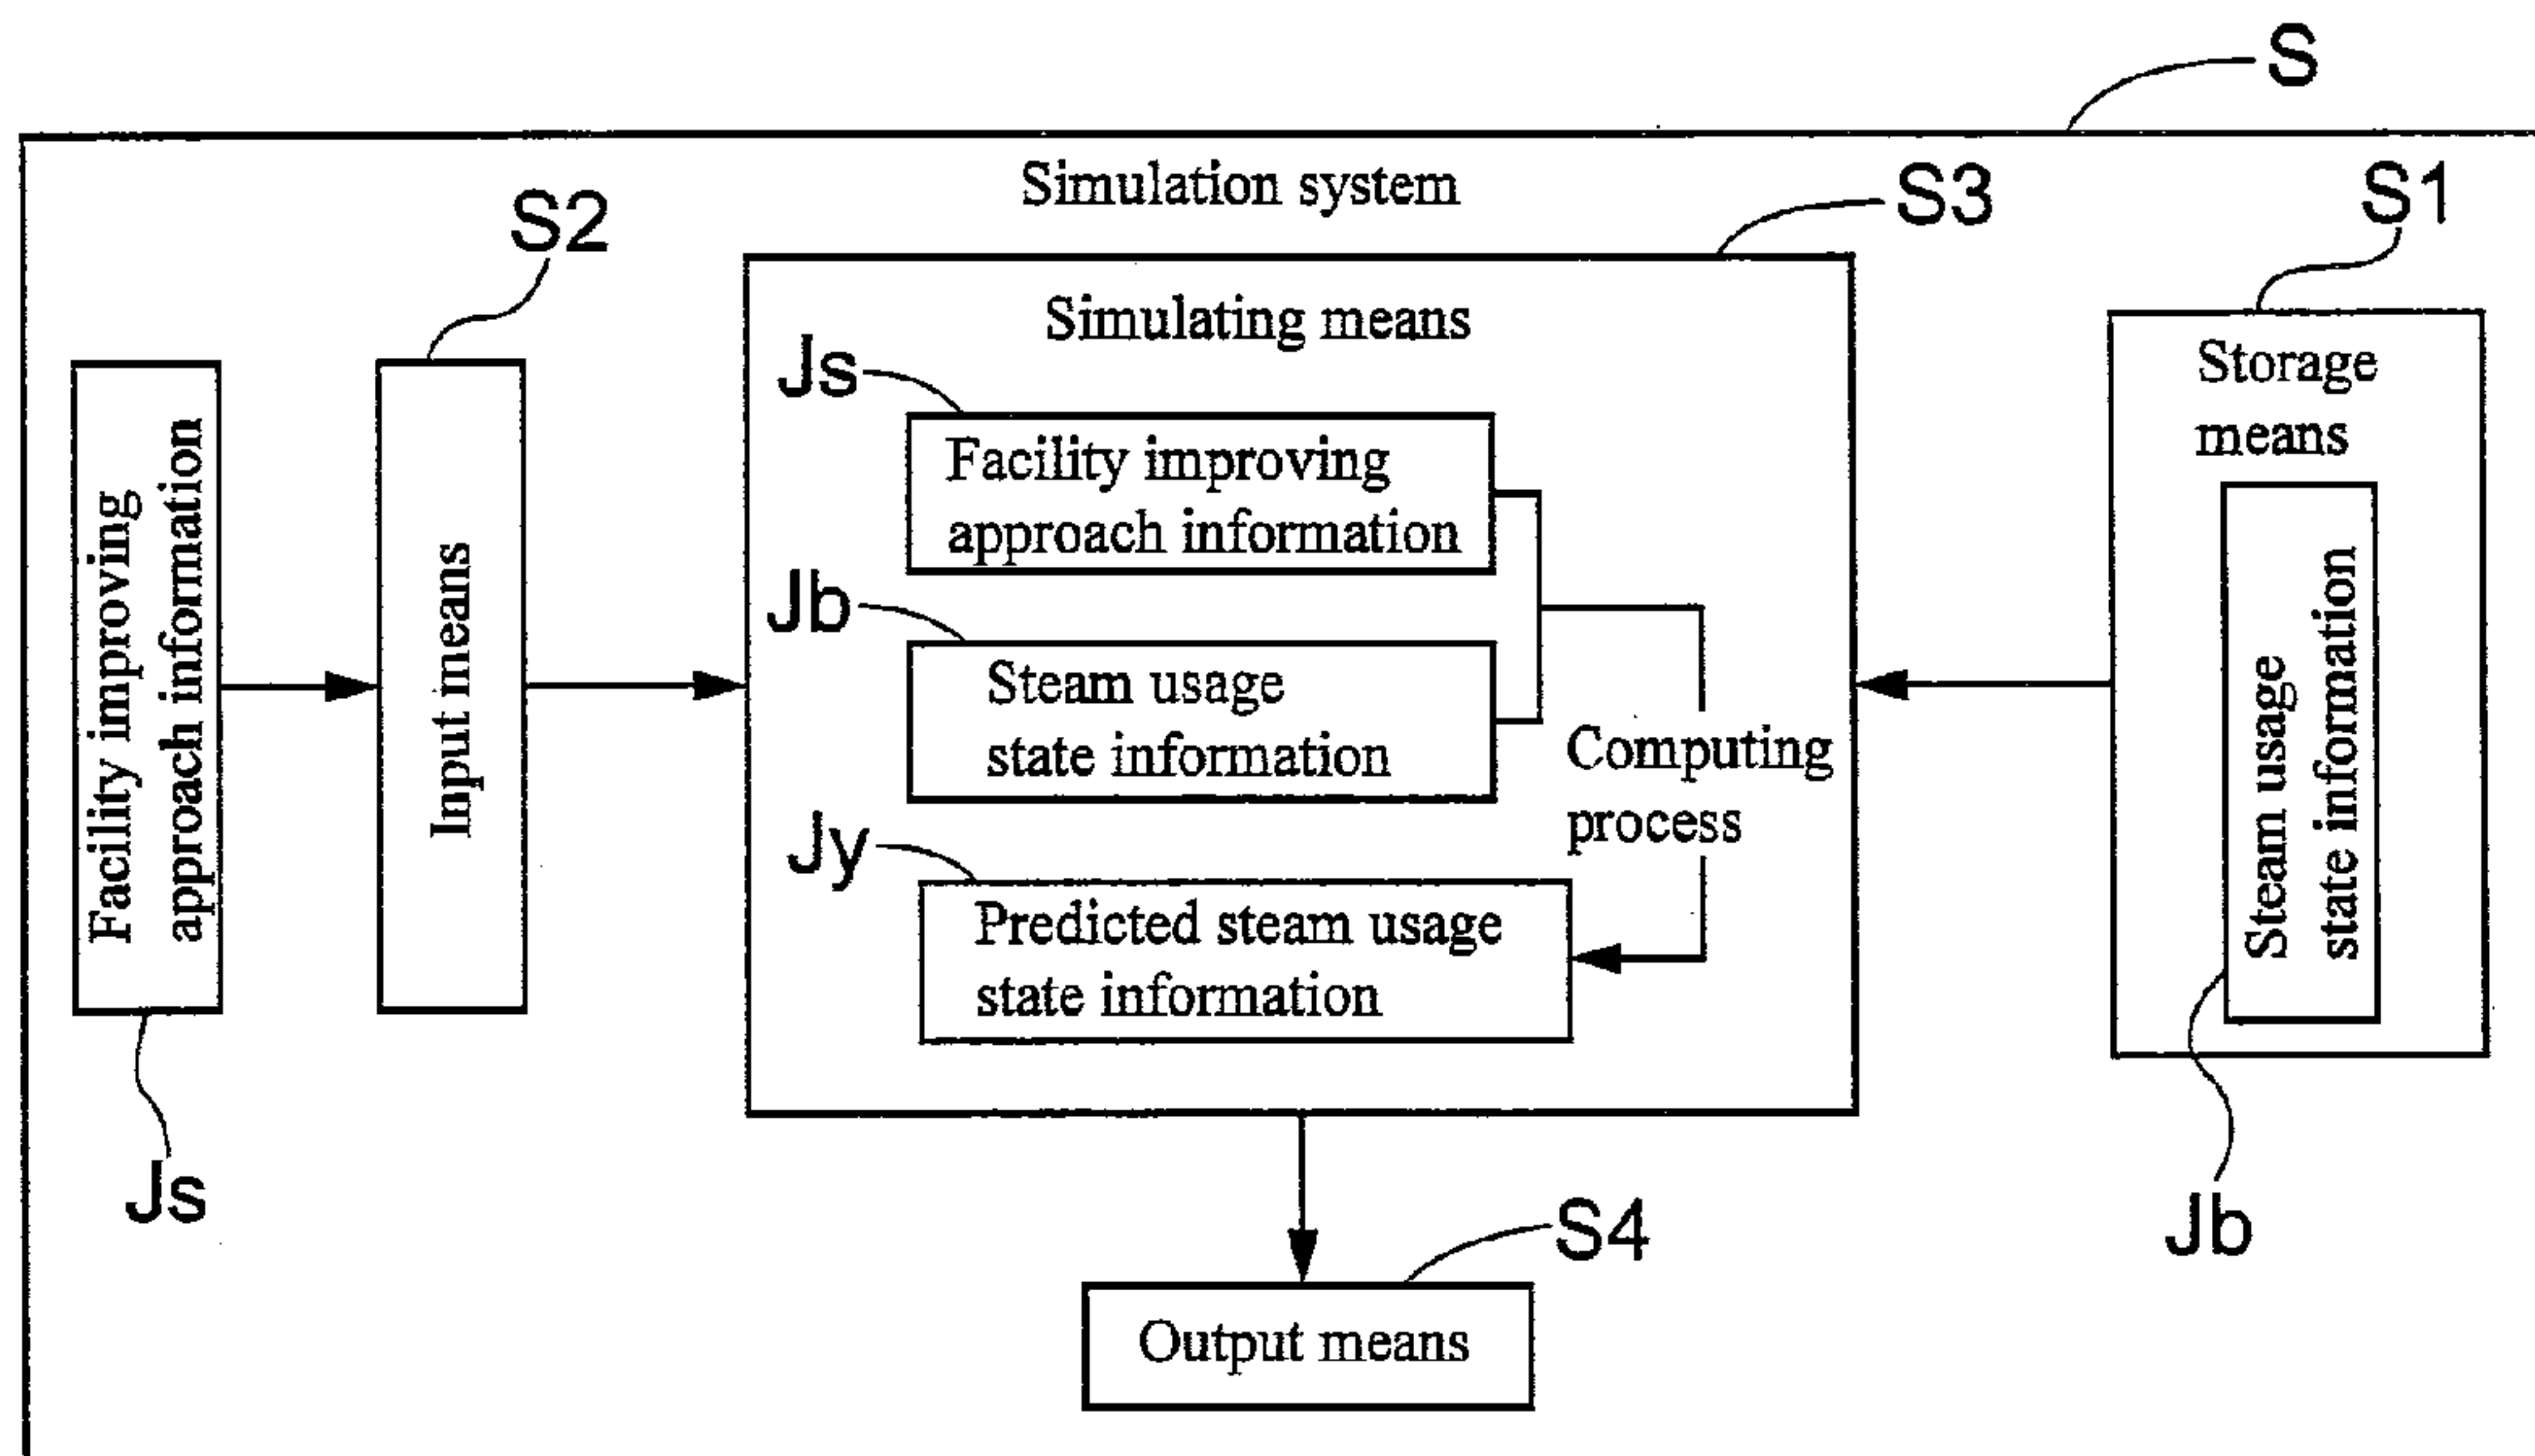 S
Simulation system
S2
S3
S1
Simulating means
Storage
means
Js
Facility improving
approach information
Facility improving
approach information
Input means
Jb
Steam usage
state information
Computing
process
Steam usage
state information
Jy
Predicted steam usage
state information
Js
Jb
S4
Output means